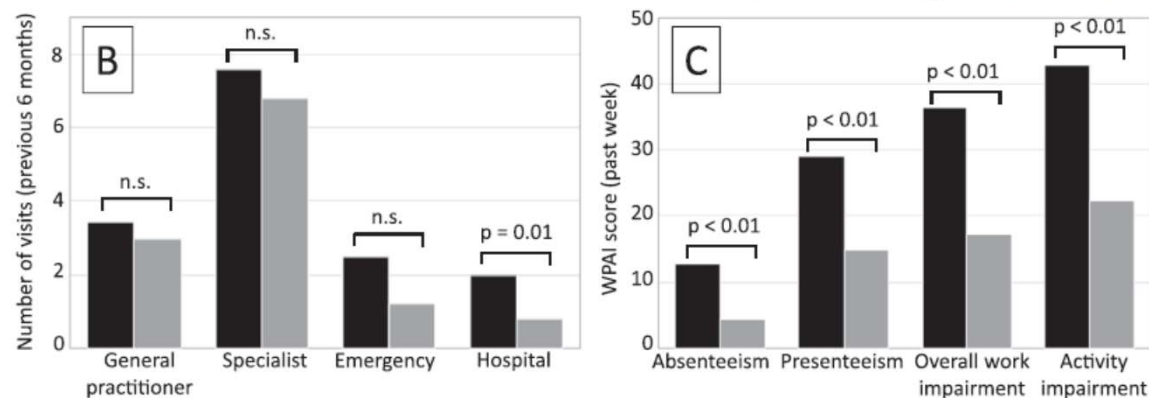 B
Number of visits (previous 6 months)
8
6
4
2
0
n.s.
n.s.
n.s.
p = 0.01
General
practitioner
Specialist
Emergency
Hospital
C
WPAI score (past week)
50
40
30
20
10
0
p < 0.01
p < 0.01
p < 0.01
p < 0.01
Absenteeism
Presenteeism
Overall work
impairment
Activity
impairment